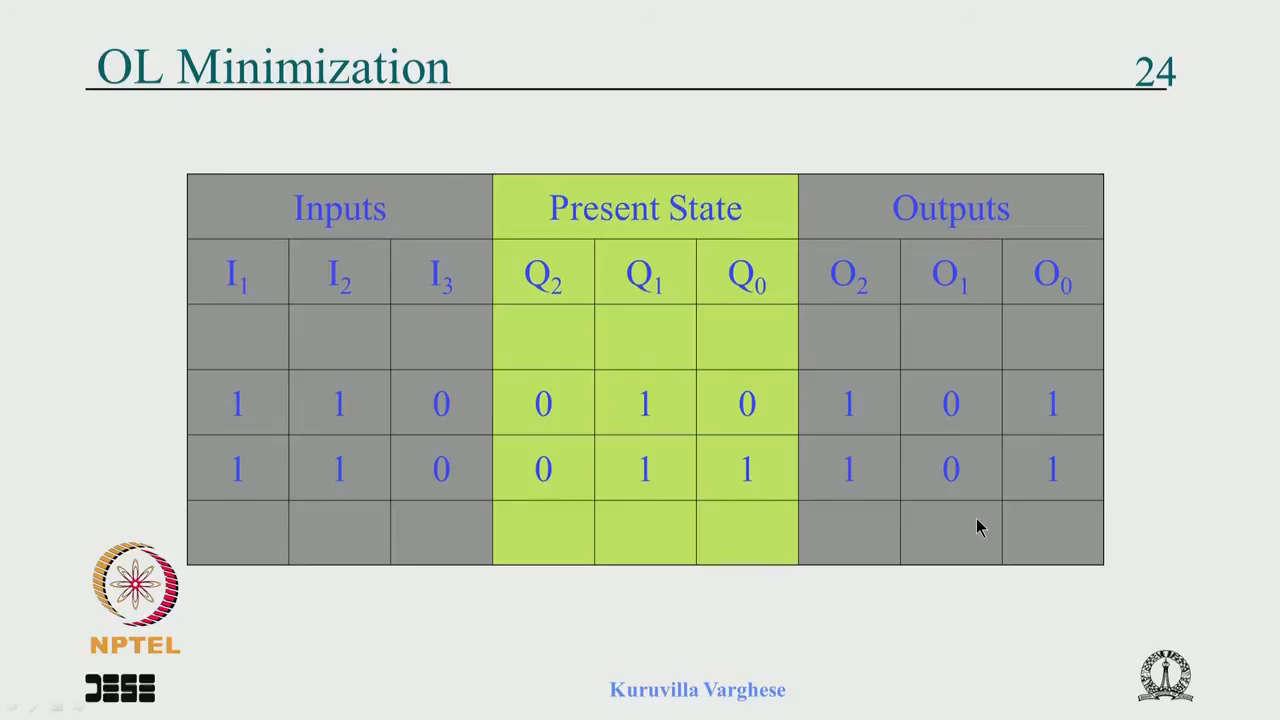 OL Minimization 24
Inputs Present State Outputs
I1 I2 I3 Q2 Q1 Q0 O2 O1 O0
1 1 0 0 1 0 1 0 1
1 1 0 0 1 1 1 0 1
NPTEL
Kuruvilla Varghese